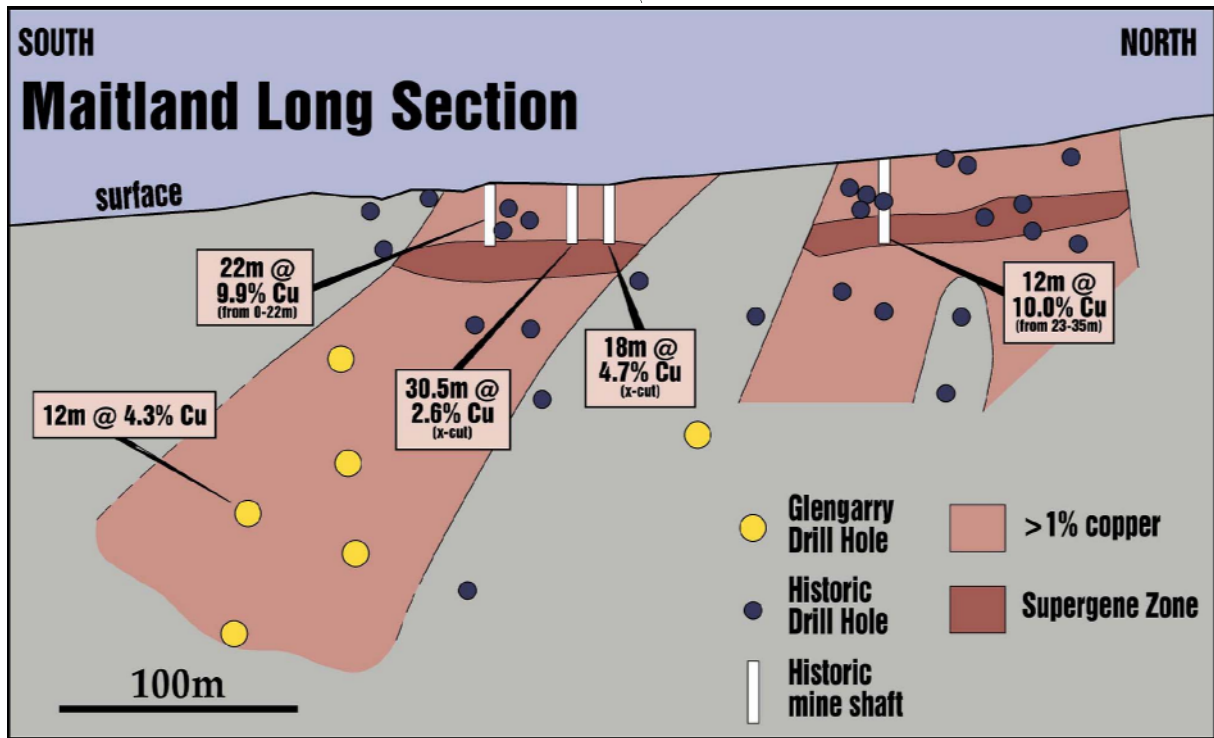 SOUTH
NORTH
Maitland Long Section
surface
22m @
9.9% Cu
(from 0-22m)
12m @
10.0% Cu
(from 23-35m)
18m @
4.7% Cu
(x-cut)
30.5m @
2.6% Cu
(x-cut)
12m @ 4.3% Cu
Glengarry
Drill Hole
>1% copper
Historic
Drill Hole
Supergene Zone
Historic
mine shaft
100m